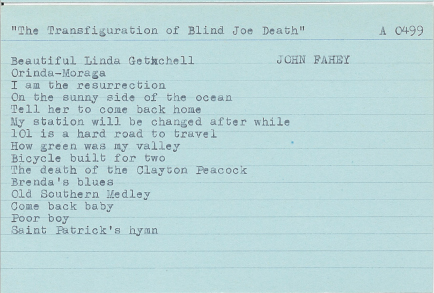 "The Transfiguration of Blind Joe Death" A 0499
Beautiful Linda Getxchell JOHN FAHEY
Orinda-Moraga
I am the resurrection
On the sunny side of the ocean
Tell her to come back home
My station will be changed after while
101 is a hard road to travel
How green was my valley
Bicycle built for two
The death of the Clayton Peacock
Brenda's blues
Old Southern Medley
Come back baby
Poor boy
Saint Patrick's hymn